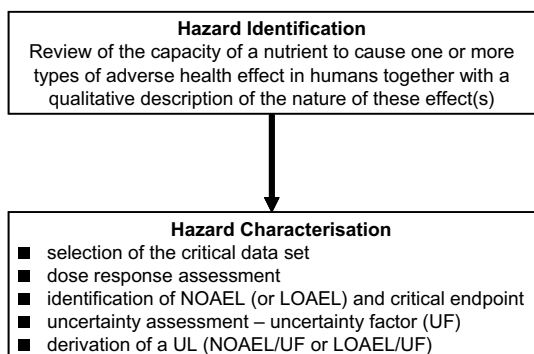 Hazard Identification
Review of the capacity of a nutrient to cause one or more
types of adverse health effect in humans together with a
qualitative description of the nature of these effect(s)
Hazard Characterisation
■ selection of the critical data set
■ dose response assessment
■ identification of NOAEL (or LOAEL) and critical endpoint
■ uncertainty assessment – uncertainty factor (UF)
■ derivation of a UL (NOAEL/UF or LOAEL/UF)